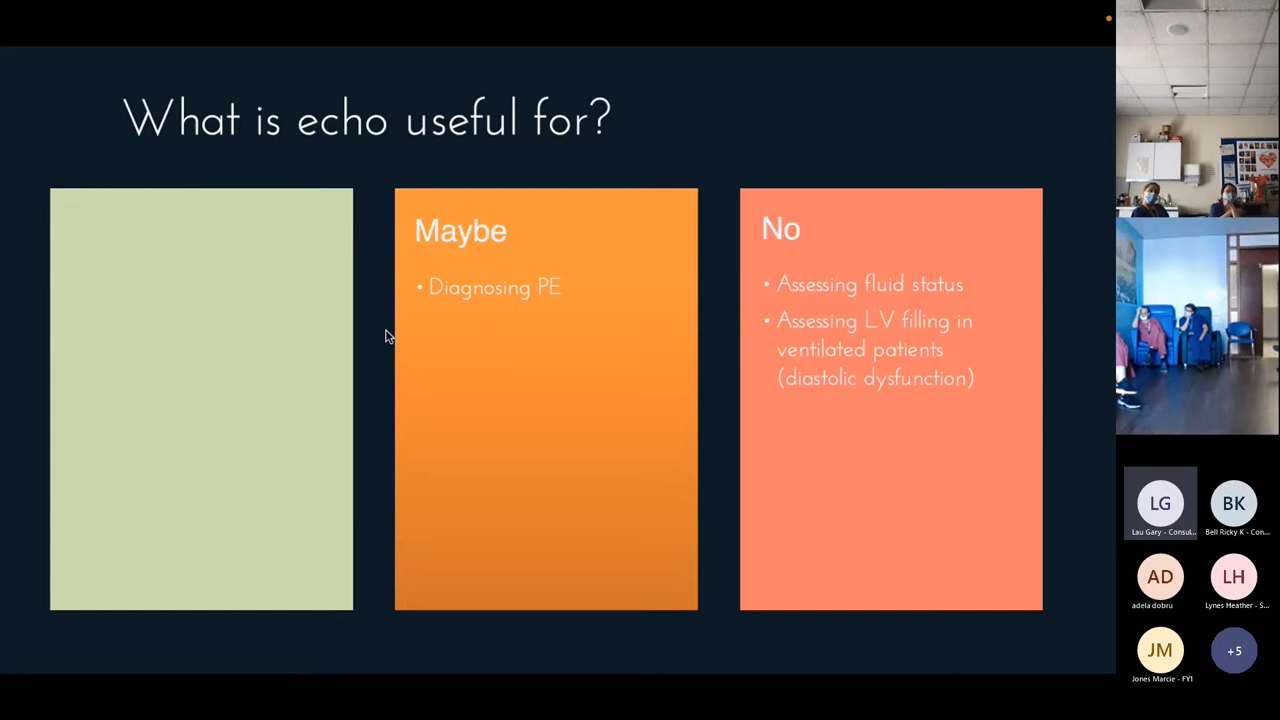 What is echo useful for?
Maybe
• Diagnosing PE
No
• Assessing fluid status
• Assessing LV filling in
ventilated patients
(diastolic dysfunction)
LG
Lau Gary - Consul...
BK
Bell Ricky K - Con...
AD
adela dobru
LH
Lynes Heather - S...
JM
Jones Marcie - FY1
+5